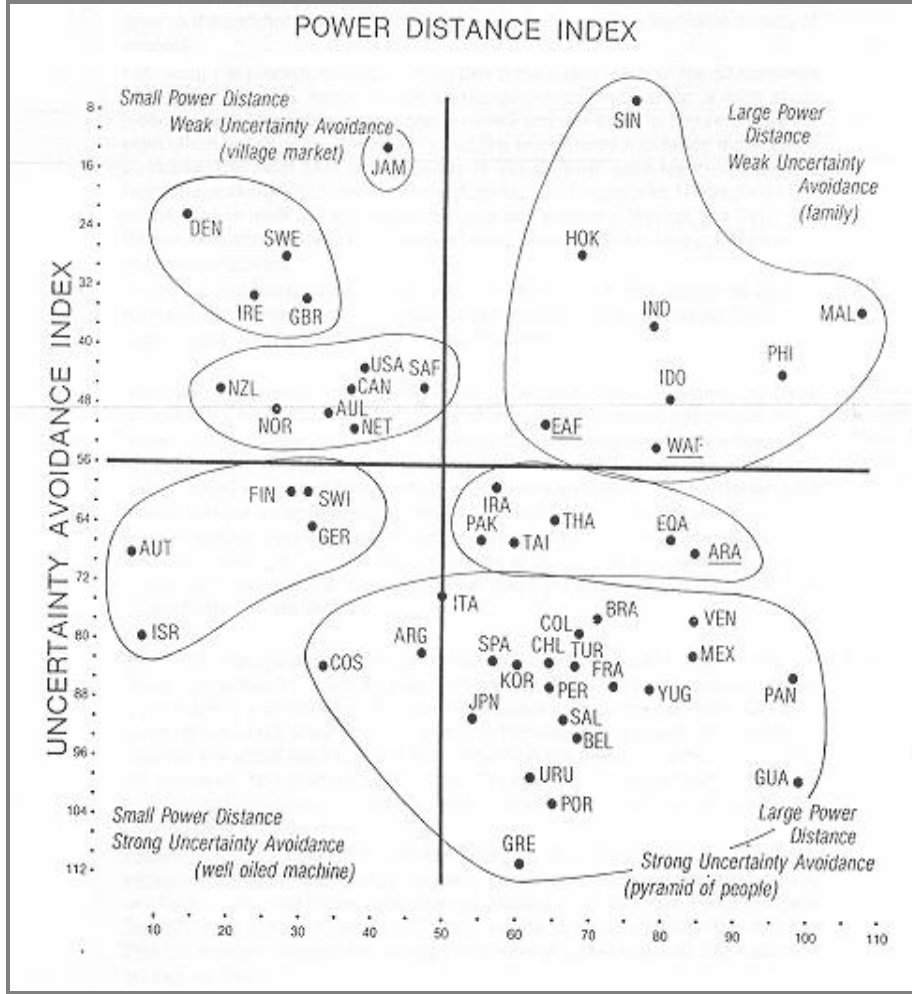 POWER DISTANCE INDEX
UNCERTAINTY AVOIDANCE INDEX
Small Power Distance
Weak Uncertainty Avoidance
(village market)
Large Power
Distance
Weak Uncertainty
Avoidance
(family)
8
16
24
32
40
48
56
64
72
80
88
96
104
112
SIN
JAM
DEN
SWE
HOK
IRE
GBR
IND
MAL
USA
SAF
PHI
NZL
CAN
IDO
NOR
AUL
NET
EAF
WAF
FIN
SWI
IRA
GER
PAK
THA
EQA
AUT
TAI
ARA
ITA
ISR
BRA
VEN
COL
ARG
SPA
CHL
TUR
MEX
COS
KOR
PER
FRA
YUG
PAN
JPN
SAL
BEL
URU
GUA
POR
GRE
Small Power Distance
Strong Uncertainty Avoidance
(well oiled machine)
Large Power
Distance
Strong Uncertainty Avoidance
(pyramid of people)
10 20 30 40 50 60 70 80 90 100 110